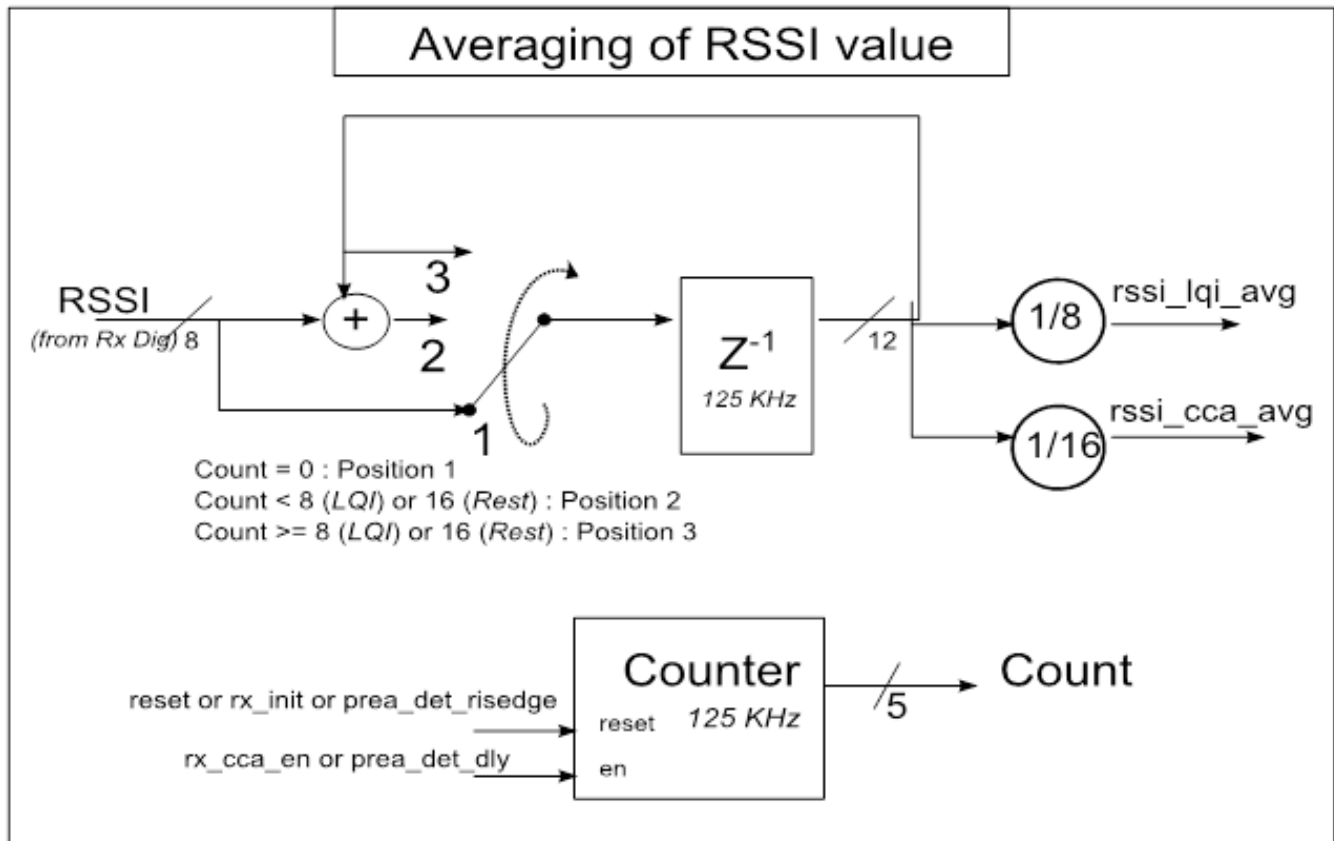 Averaging of RSSI value
3
RSSI
(from Rx Dig) 8
+
2
1
Z-1
125 KHz
12
1/8
rssi_lqi_avg
1/16
rssi_cca_avg
Count = 0 : Position 1
Count < 8 (LQI) or 16 (Rest) : Position 2
Count >= 8 (LQI) or 16 (Rest) : Position 3
Counter
125 KHz
reset
en
reset or rx_init or prea_det_risedge
rx_cca_en or prea_det_dly
5
Count